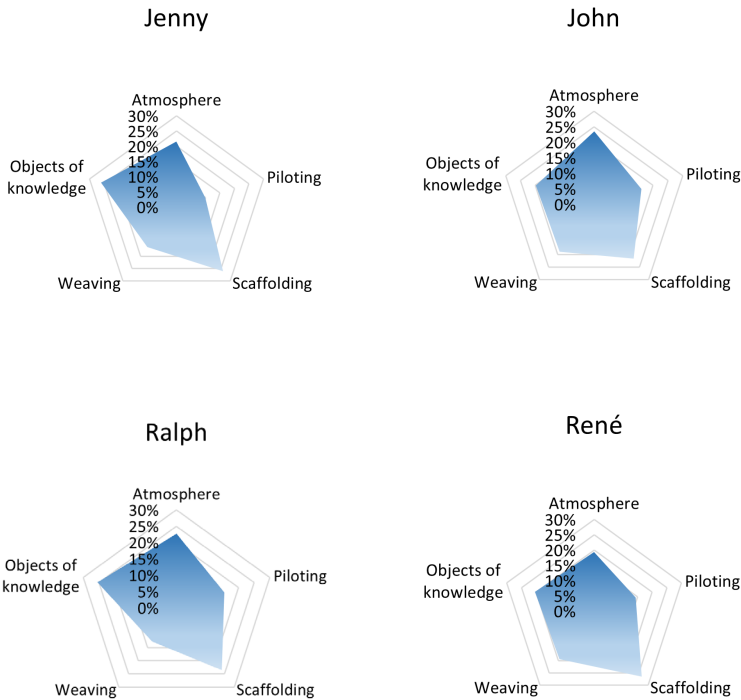 Jenny
Atmosphere
30%
25%
20%
15%
10%
5%
0%
Objects of
knowledge
Piloting
Weaving
Scaffolding
John
Atmosphere
30%
25%
20%
15%
10%
5%
0%
Objects of
knowledge
Piloting
Weaving
Scaffolding
Ralph
Atmosphere
30%
25%
20%
15%
10%
5%
0%
Objects of
knowledge
Piloting
Weaving
Scaffolding
René
Atmosphere
30%
25%
20%
15%
10%
5%
0%
Objects of
knowledge
Piloting
Weaving
Scaffolding